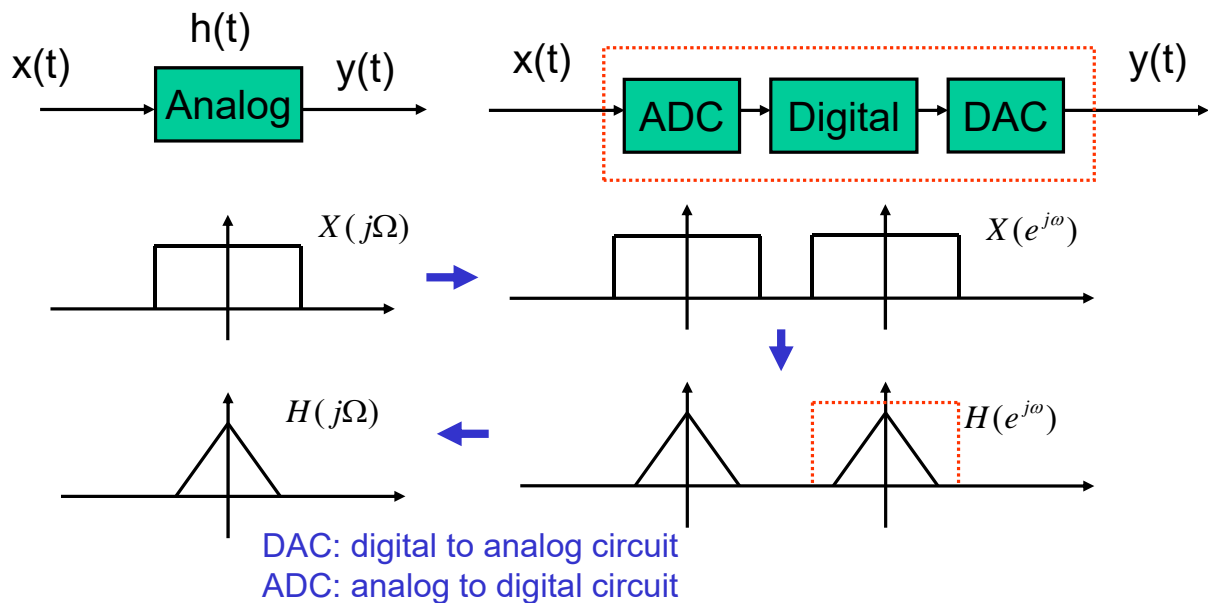 h(t)
x(t)
Analog
y(t)
x(t)
ADC
Digital
DAC
y(t)
X(jΩ)
X(e^{jω})
H(jΩ)
H(e^{jω})
DAC: digital to analog circuit
ADC: analog to digital circuit